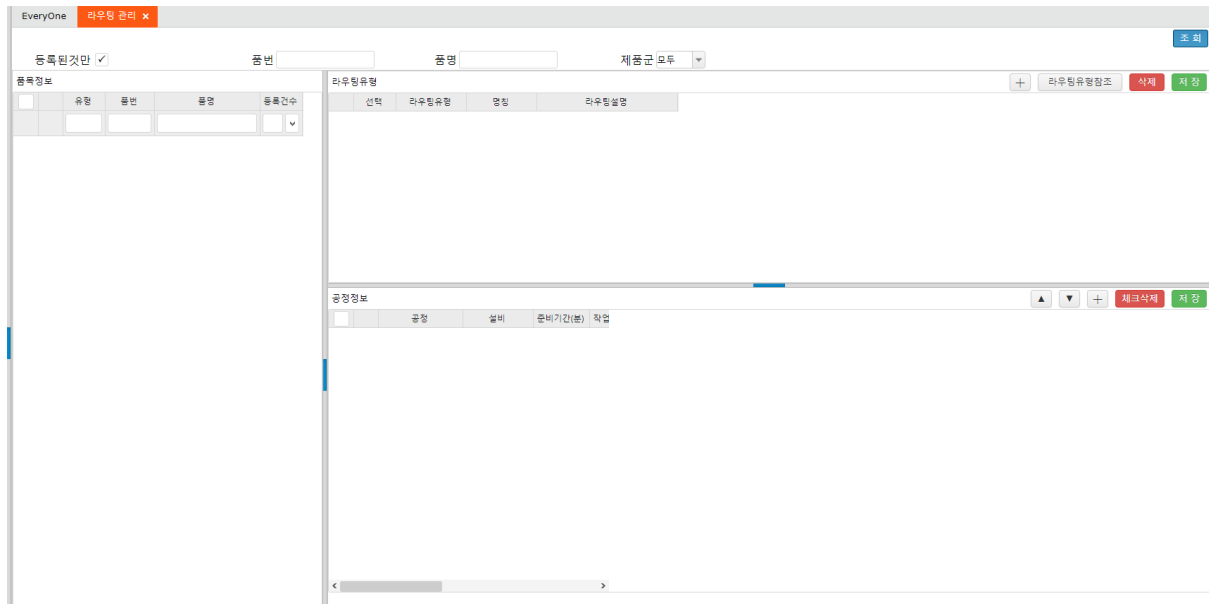 EveryOne 라우팅 관리 ×
조 회
등록된것만 ✓ 품번 품명 제품군 모두
품목정보
유형 품번 품명 등록건수
라우팅유형 + 라우팅유형참조 삭제 저 장
선택 라우팅유형 명칭 라우팅설명
공정정보 ▲ ▼ + 체크삭제 저 장
공정 설비 준비기간(분) 작업